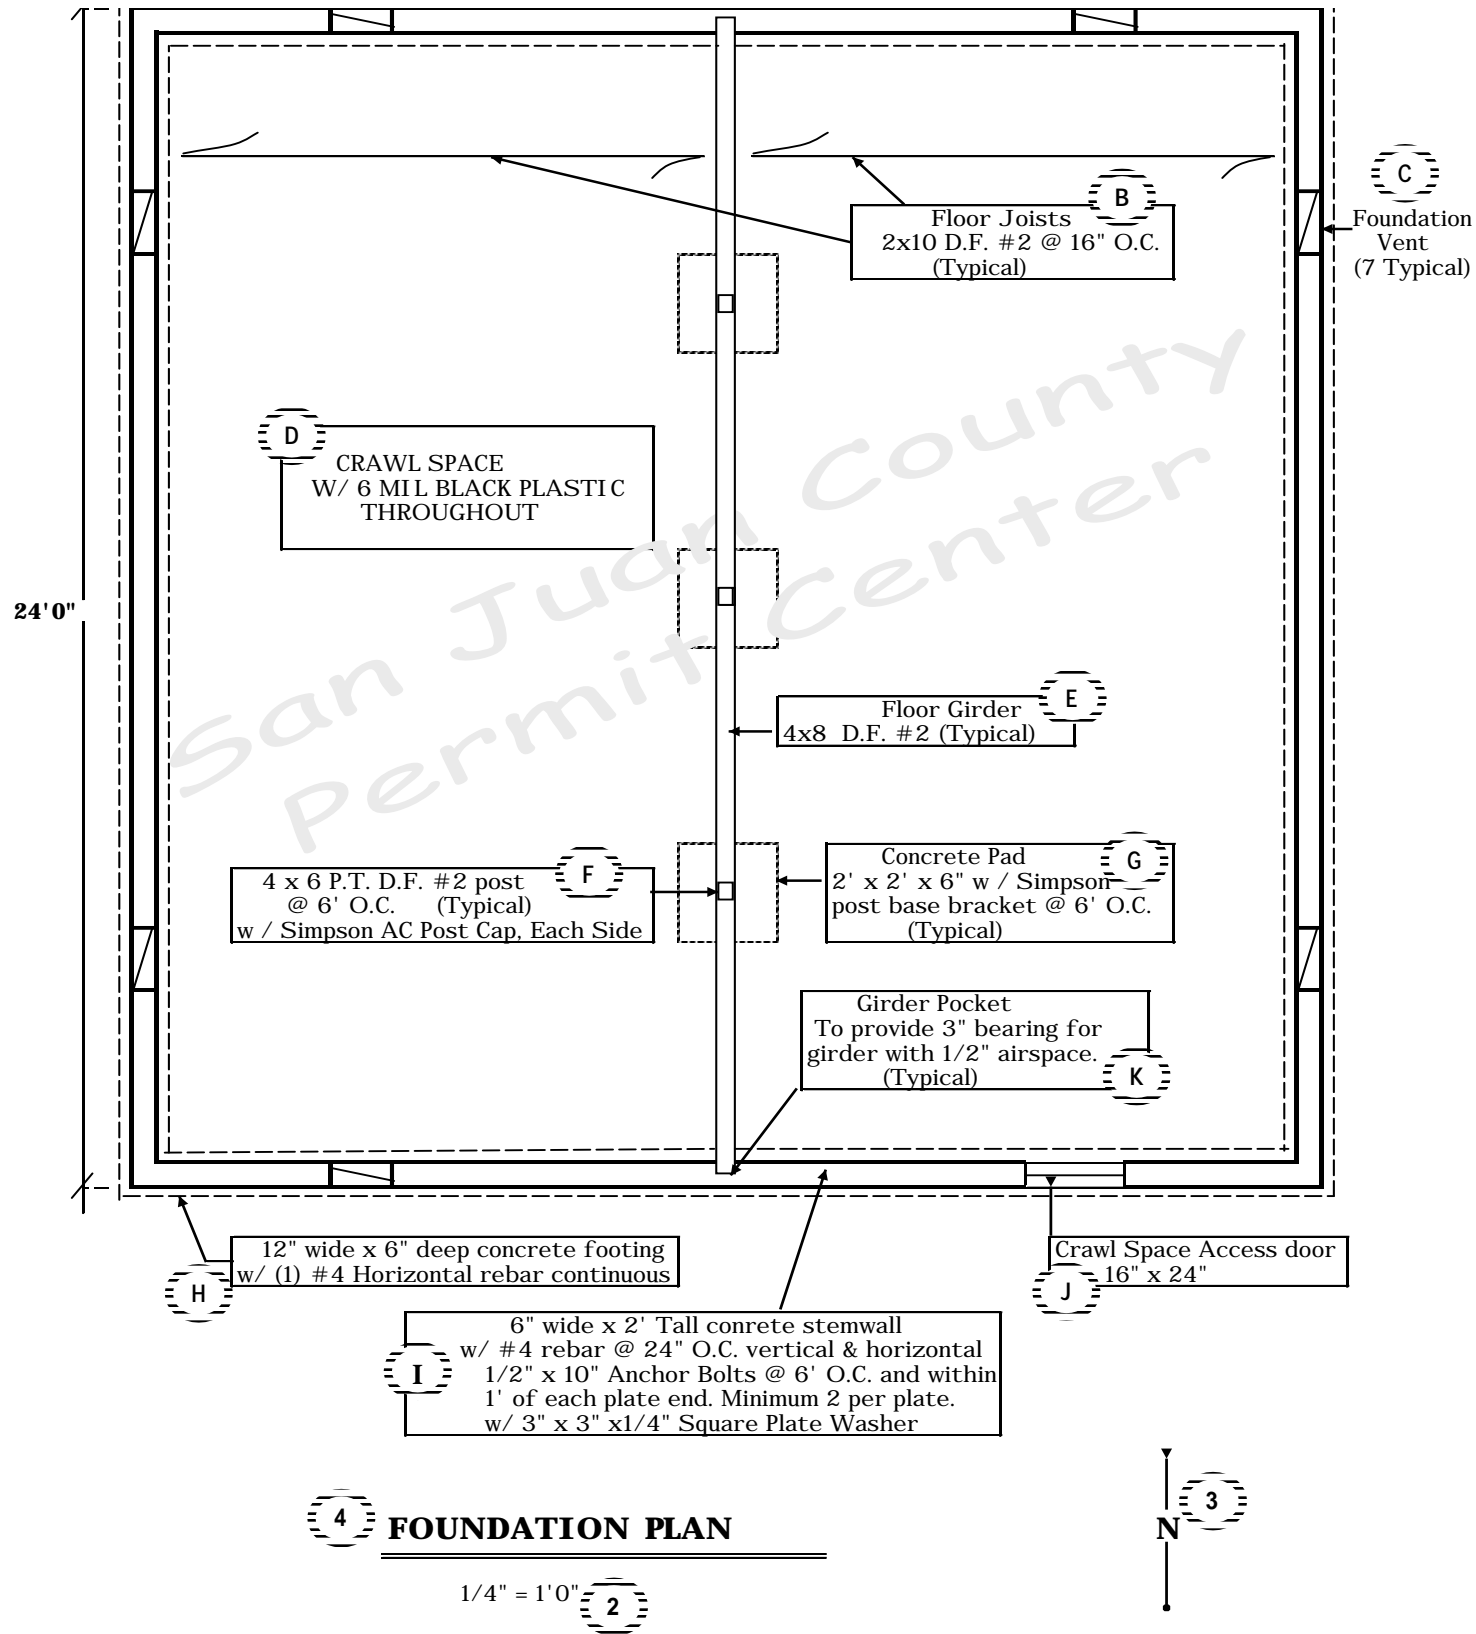 C
Foundation
Vent
(7 Typical)
B
Floor Joists
2x10 D.F. #2 @ 16" O.C.
(Typical)
D
CRAWL SPACE
W/ 6 MIL BLACK PLASTIC
THROUGHOUT
San Juan County
Permit Center
24'0"
E
Floor Girder
4x8 D.F. #2 (Typical)
F
4 x 6 P.T. D.F. #2 post
@ 6' O.C. (Typical)
w / Simpson AC Post Cap, Each Side
G
Concrete Pad
2' x 2' x 6" w / Simpson
post base bracket @ 6' O.C.
(Typical)
Girder Pocket
To provide 3" bearing for
girder with 1/2" airspace.
(Typical)
K
12" wide x 6" deep concrete footing
w/ (1) #4 Horizontal rebar continuous
H
Crawl Space Access door
16" x 24"
J
6" wide x 2' Tall conrete stemwall
w/ #4 rebar @ 24" O.C. vertical & horizontal
1/2" x 10" Anchor Bolts @ 6' O.C. and within
1' of each plate end. Minimum 2 per plate.
w/ 3" x 3" x1/4" Square Plate Washer
I
4
FOUNDATION PLAN
1/4" = 1'0"
2
3
N